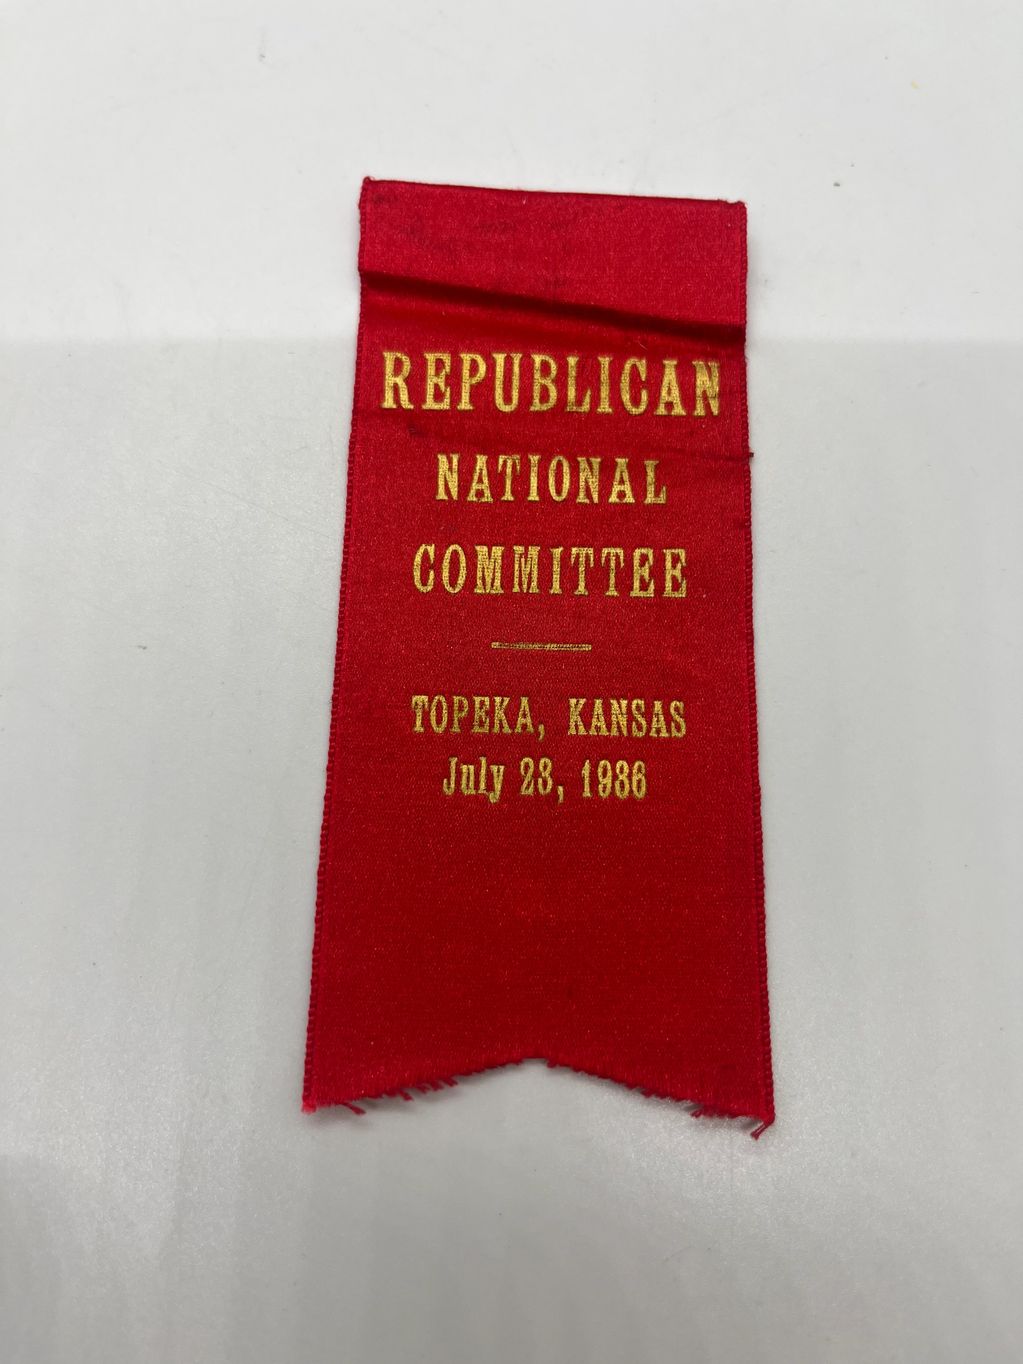 REPUBLICAN
NATIONAL
COMMITTEE
TOPEKA, KANSAS
July 23, 1936